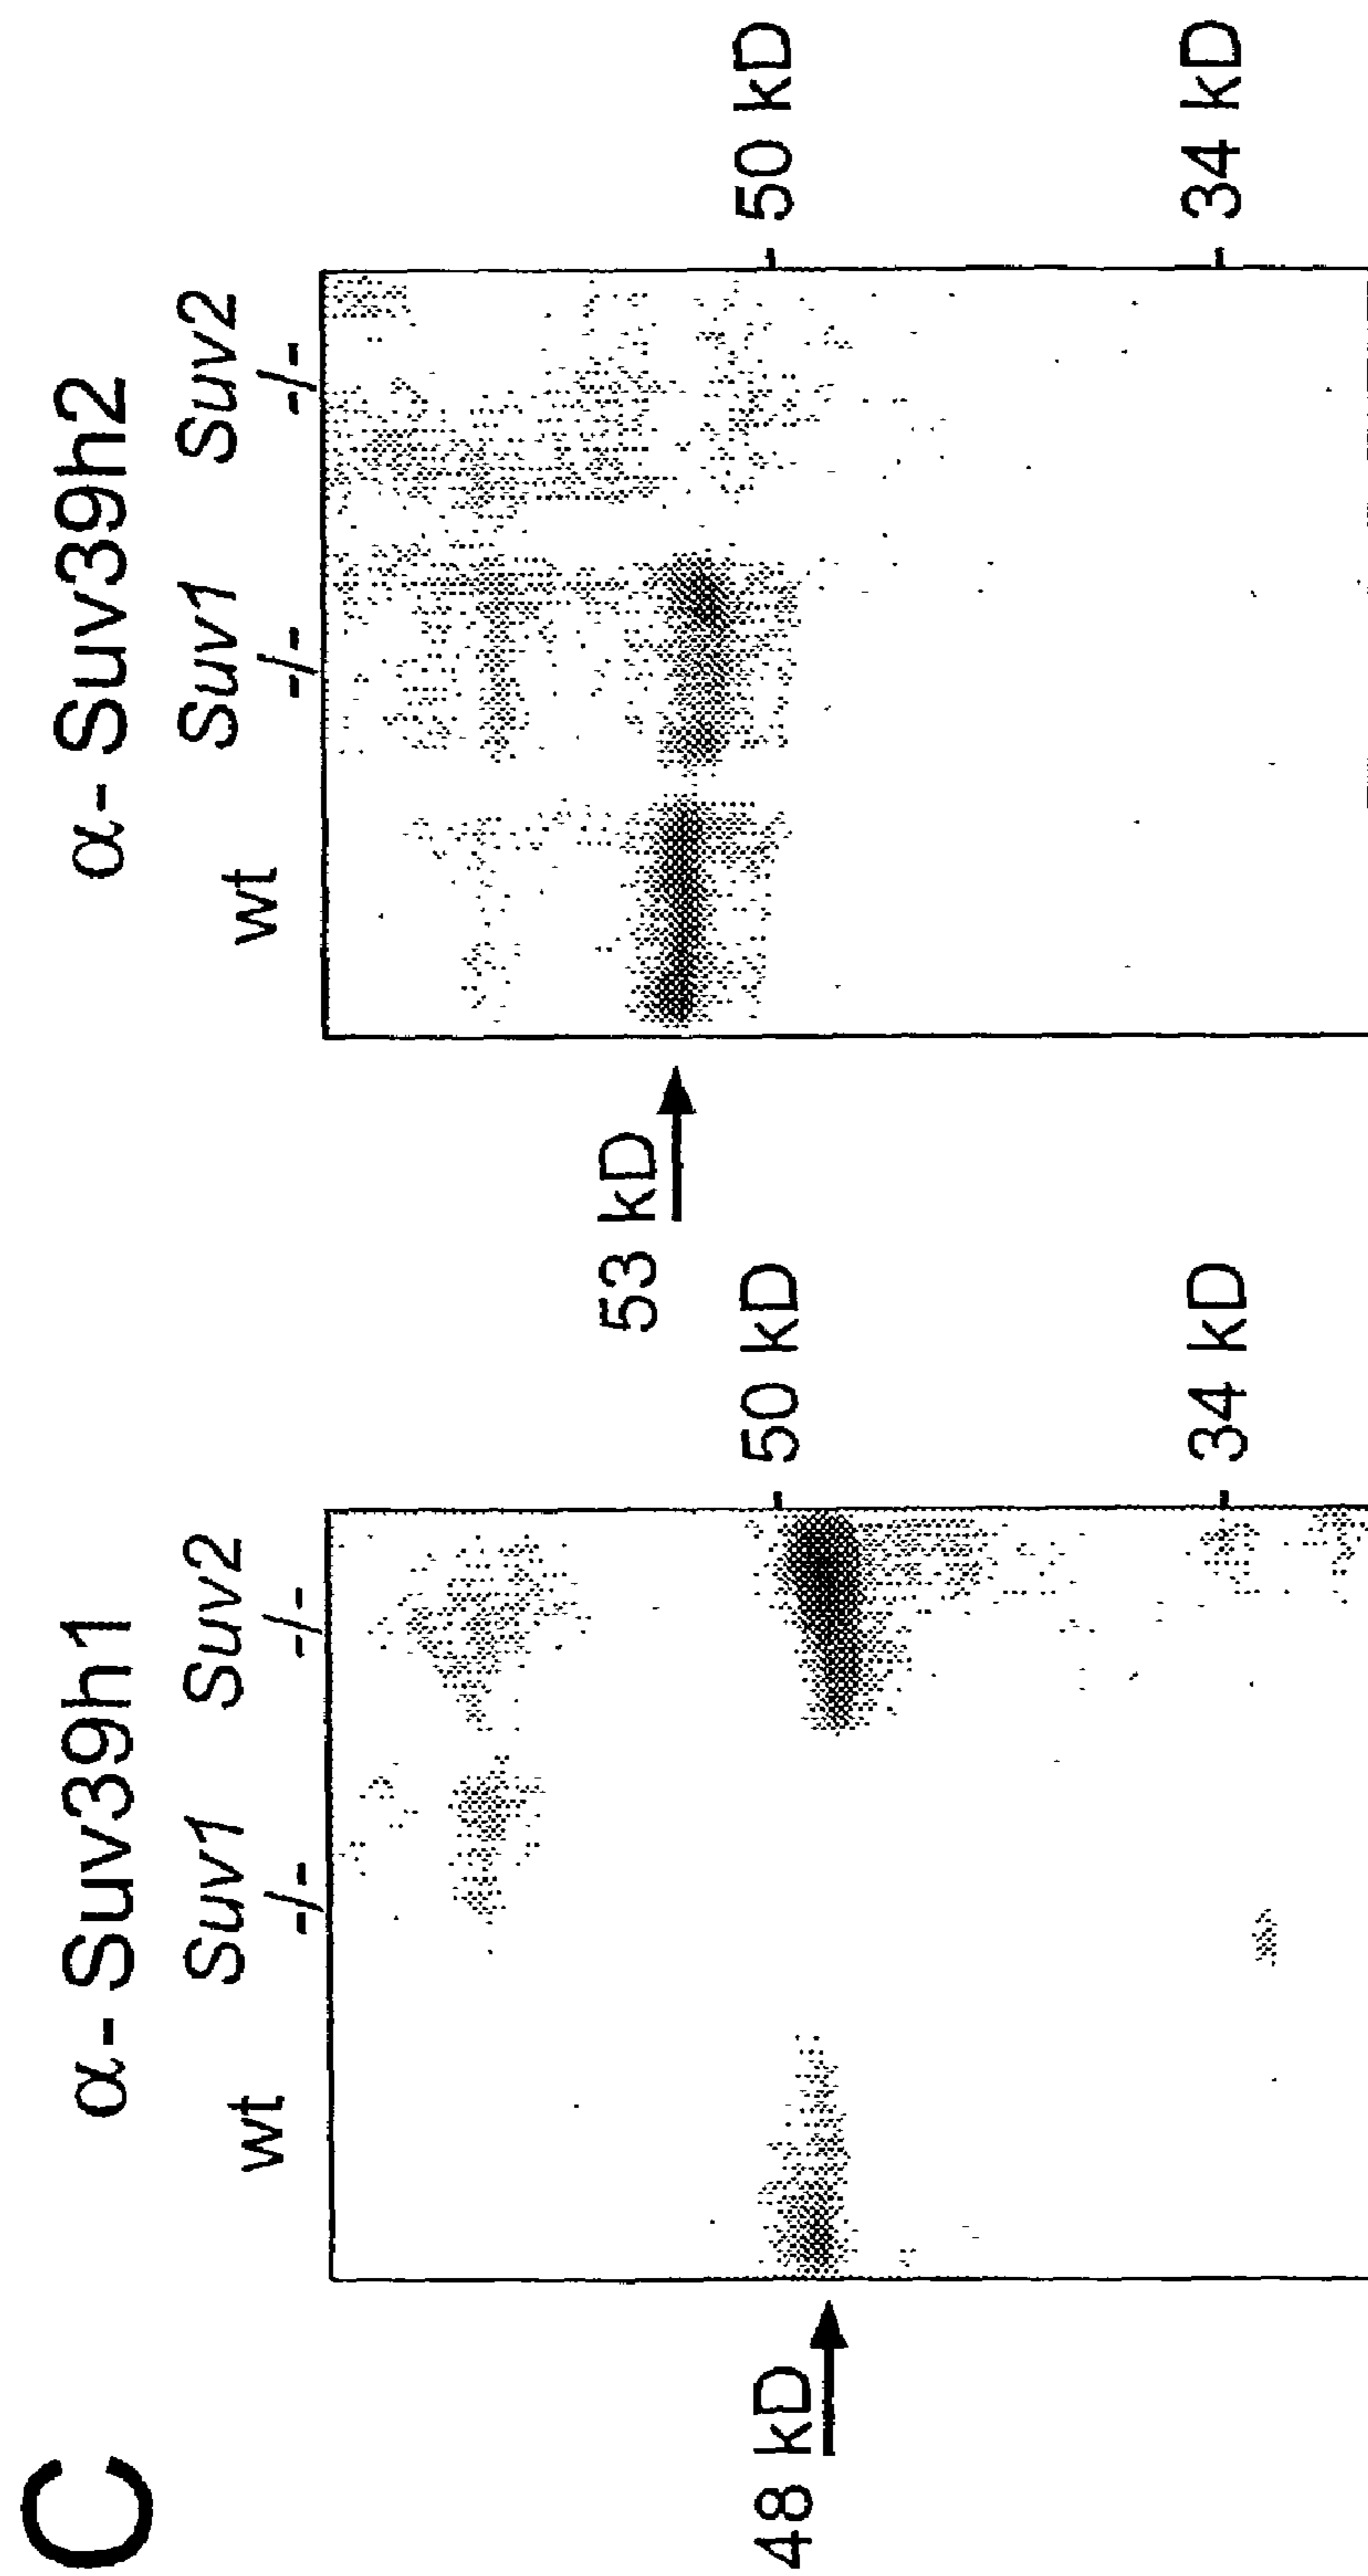 C
α- Suv39h1
wt Suv1 Suv2
-/- -/-
48 kD
50 kD
34 kD
α- Suv39h2
wt Suv1 Suv2
-/- -/-
53 kD
50 kD
34 kD